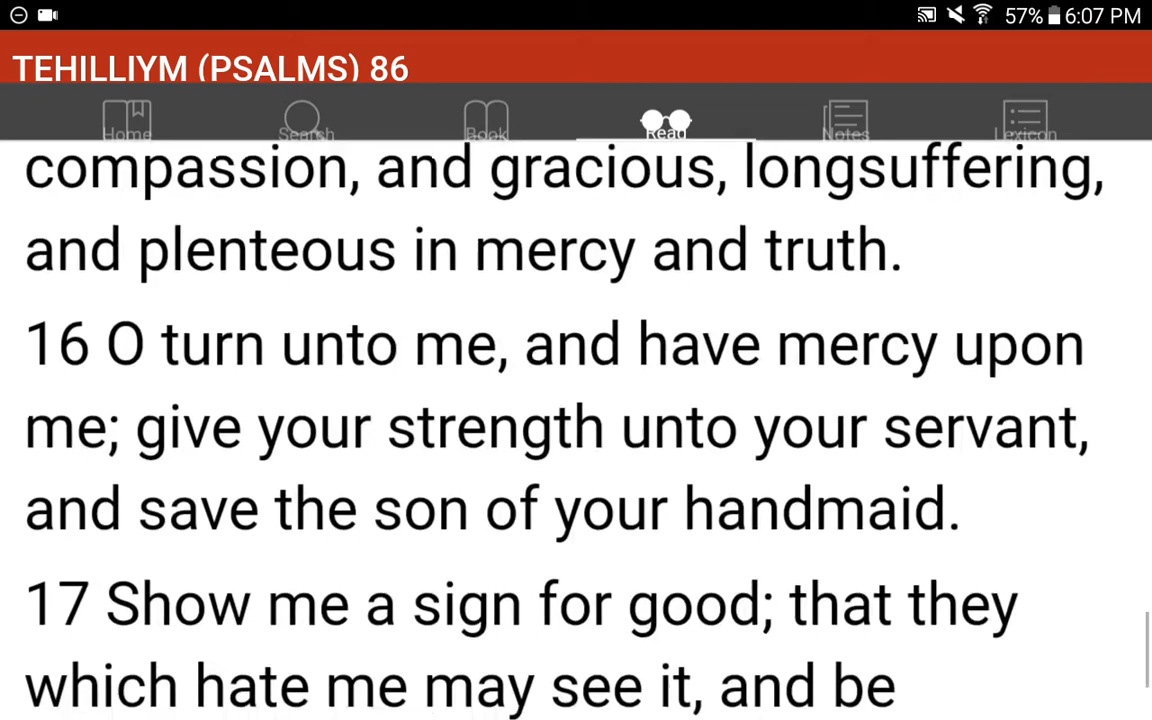 57% 6:07 PM
TEHILLIYM (PSALMS) 86
Home Search Book Read Notes Lexicon
compassion, and gracious, longsuffering,
and plenteous in mercy and truth.
16 O turn unto me, and have mercy upon
me; give your strength unto your servant,
and save the son of your handmaid.
17 Show me a sign for good; that they
which hate me may see it, and be